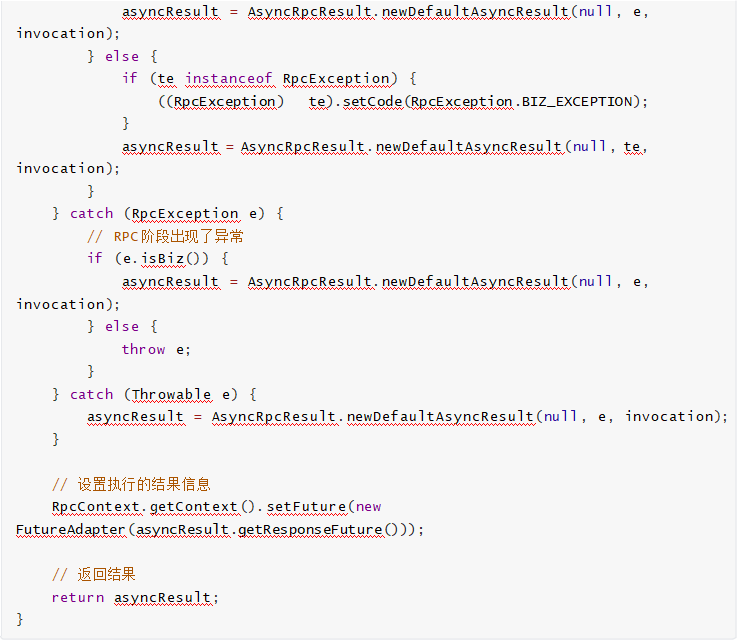 asyncResult = AsyncRpcResult.newDefaultAsyncResult(null, e,
invocation);
        } else {
            if (te instanceof RpcException) {
                ((RpcException)  te).setCode(RpcException.BIZ_EXCEPTION);
            }
            asyncResult = AsyncRpcResult.newDefaultAsyncResult(null, te,
invocation);
        }
    } catch (RpcException e) {
        // RPC阶段出现了异常
        if (e.isBiz()) {
            asyncResult = AsyncRpcResult.newDefaultAsyncResult(null, e,
invocation);
        } else {
            throw e;
        }
    } catch (Throwable e) {
        asyncResult = AsyncRpcResult.newDefaultAsyncResult(null, e, invocation);
    }

    // 设置执行的结果信息
    RpcContext.getContext().setFuture(new
FutureAdapter(asyncResult.getResponseFuture()));

    // 返回结果
    return asyncResult;
}